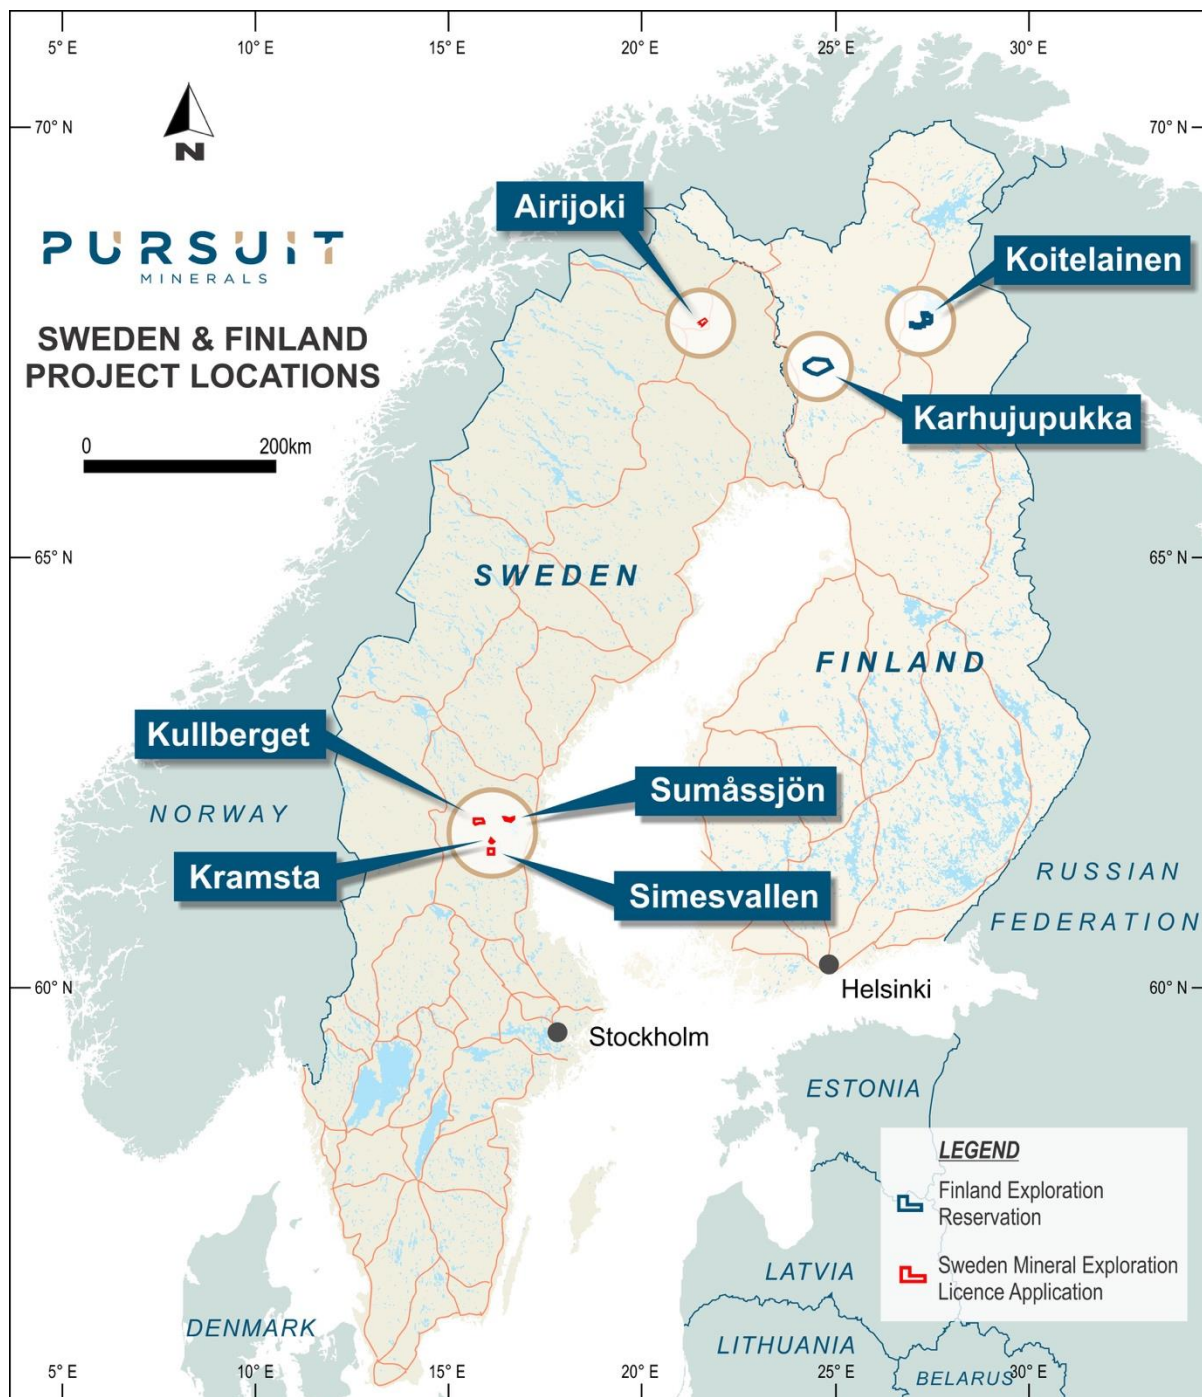 5° E 10° E 15° E 20° E 25° E 30° E
70° N 70° N
N
Airijoki
PURSUIT
MINERALS
Koitelainen
SWEDEN & FINLAND
PROJECT LOCATIONS
Karhujupukka
0 200km
65° N 65° N
SWEDEN
FINLAND
Kullberget
Sumåssjön
NORWAY
Kramsta
Simesvallen
RUSSIAN
FEDERATION
60° N 60° N
Helsinki
Stockholm
ESTONIA
LEGEND
Finland Exploration
Reservation
Sweden Mineral Exploration
Licence Application
LATVIA
DENMARK
LITHUANIA
BELARUS
5° E 10° E 15° E 20° E 25° E 30° E